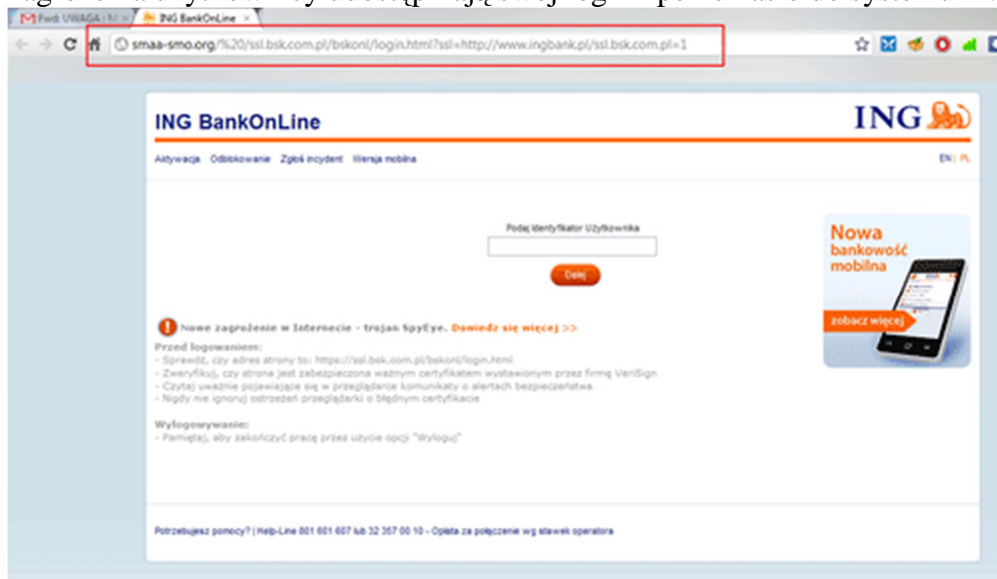 Fwd: UWAGA
ING BankOnLine
smaa-smo.org/%20/ssl.bsk.com.pl/bskonl/login.html?ssl=http://www.ingbank.pl/ssl.bsk.com.pl=1
ING BankOnLine
ING
Aktywacja Odblokowanie Zgłoś incydent Wersja mobilna
EN | PL
Podaj Identyfikator Użytkownika
Dalej
Nowa
bankowość
mobilna
zobacz więcej
Nowe zagrożenie w Internecie - trojan SpyEye. Dowiedz się więcej >>
Przed logowaniem:
- Sprawdź, czy adres strony to: https://ssl.bsk.com.pl/bskonl/login.html
- Zweryfikuj, czy strona jest zabezpieczona ważnym certyfikatem wystawionym przez firmę VeriSign
- Czytaj uważnie pojawiające się w przeglądarce komunikaty o alertach bezpieczeństwa
- Nigdy nie ignoruj ostrzeżeń przeglądarki o błędnym certyfikacie
Wylogowywanie:
- Pamiętaj, aby zakończyć pracę przez użycie opcji "Wyloguj"
Potrzebujesz pomocy? | Help-Line 801 601 607 lub 32 357 00 10 - Opłata za połączenie wg stawek operatora